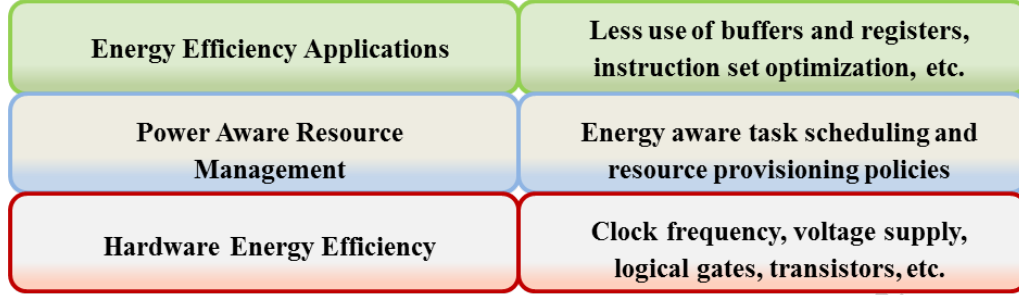 Energy Efficiency Applications
Less use of buffers and registers,
instruction set optimization, etc.
Power Aware Resource
Management
Energy aware task scheduling and
resource provisioning policies
Hardware Energy Efficiency
Clock frequency, voltage supply,
logical gates, transistors, etc.